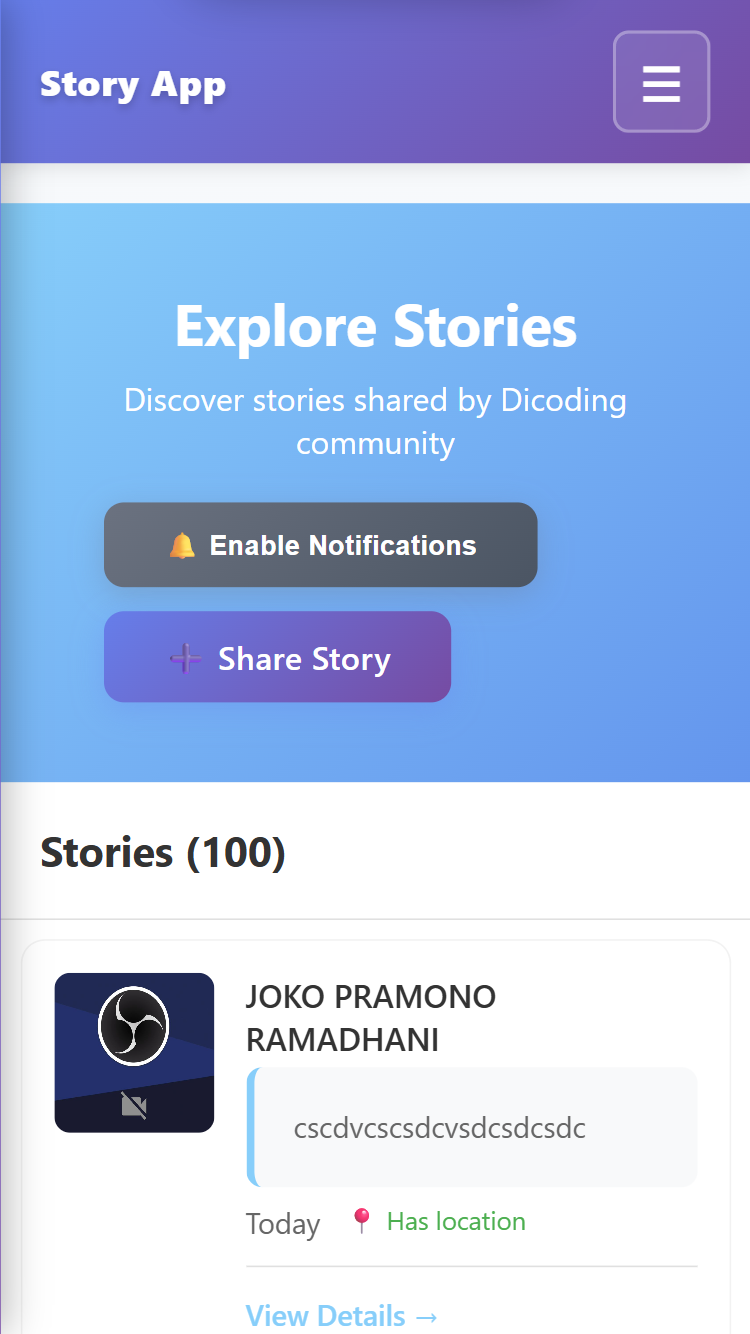 Story App
☰
Explore Stories
Discover stories shared by Dicoding
community
🔔 Enable Notifications
➕ Share Story
Stories (100)
JOKO PRAMONO
RAMADHANI
cscdvcscsdcvsdcsdcsdc
Today 📍 Has location
View Details →